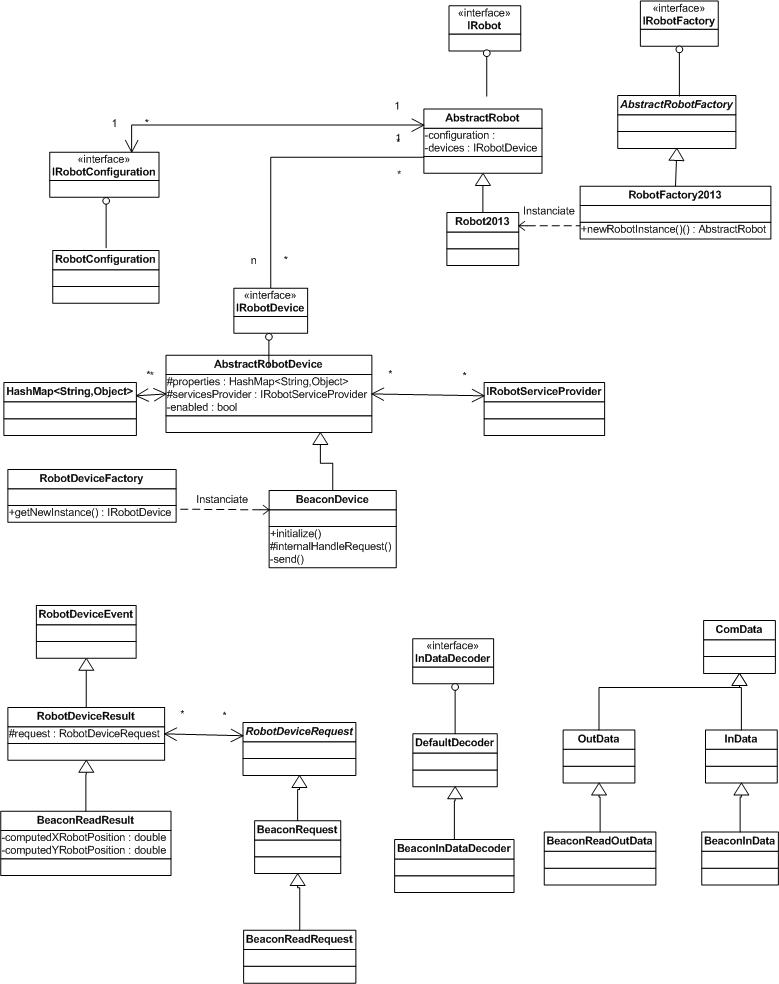 «interface»
IRobot
«interface»
IRobotFactory
AbstractRobotFactory
AbstractRobot
-configuration :
-devices : IRobotDevice
1
*
1
1
*
*
«interface»
IRobotConfiguration
RobotConfiguration
Robot2013
Instanciate
RobotFactory2013
+newRobotInstance()() : AbstractRobot
n
*
«interface»
IRobotDevice
AbstractRobotDevice
#properties : HashMap<String,Object>
#servicesProvider : IRobotServiceProvider
-enabled : bool
HashMap<String,Object>
*
*
*
*
IRobotServiceProvider
RobotDeviceFactory
+getNewInstance() : IRobotDevice
Instanciate
BeaconDevice
+initialize()
#internalHandleRequest()
-send()
RobotDeviceEvent
RobotDeviceResult
#request : RobotDeviceRequest
*
*
RobotDeviceRequest
BeaconReadResult
-computedXRobotPosition : double
-computedYRobotPosition : double
BeaconRequest
BeaconReadRequest
«interface»
InDataDecoder
DefaultDecoder
BeaconInDataDecoder
ComData
OutData
InData
BeaconReadOutData
BeaconInData